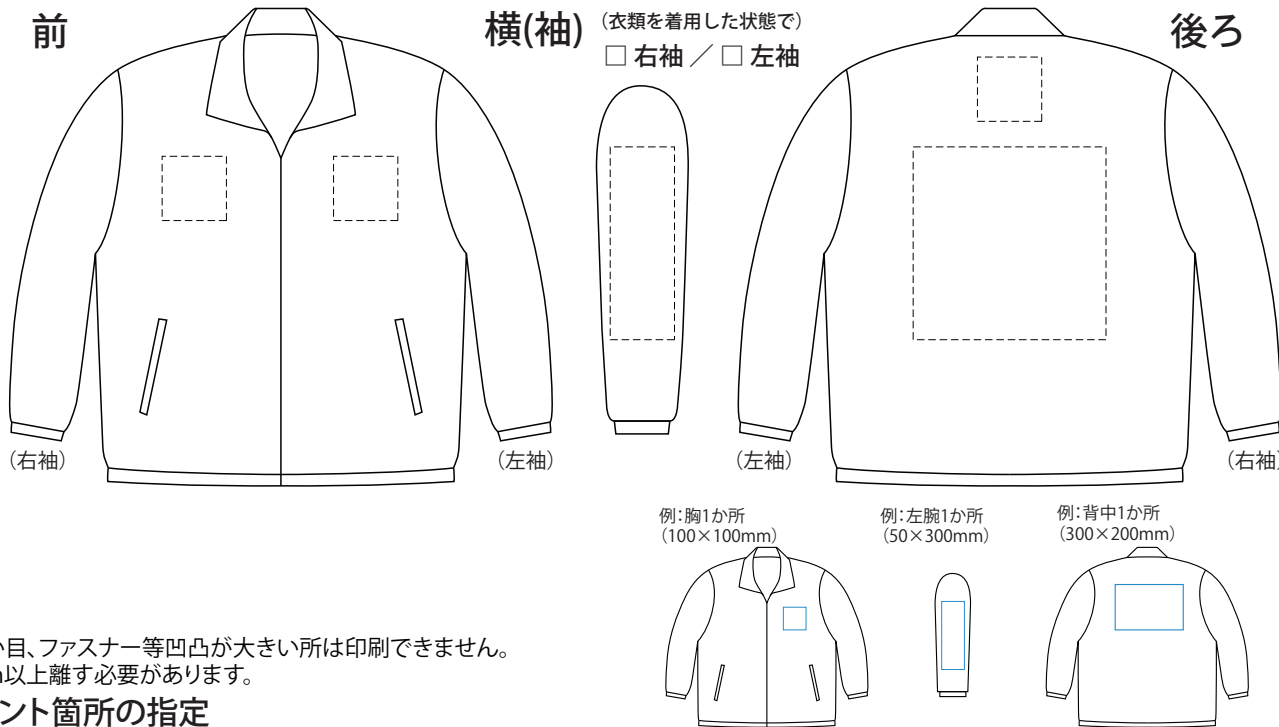 前
横(袖)
(衣類を着用した状態で)
□ 右袖 ／ □ 左袖
後ろ
(右袖)
(左袖)
(左袖)
(右袖)
例：胸1か所
(100×100mm)
例：左腕1か所
(50×300mm)
例：背中1か所
(300×200mm)
い目、ファスナー等凹凸が大きい所は印刷できません。
以上離す必要があります。
ント箇所の指定